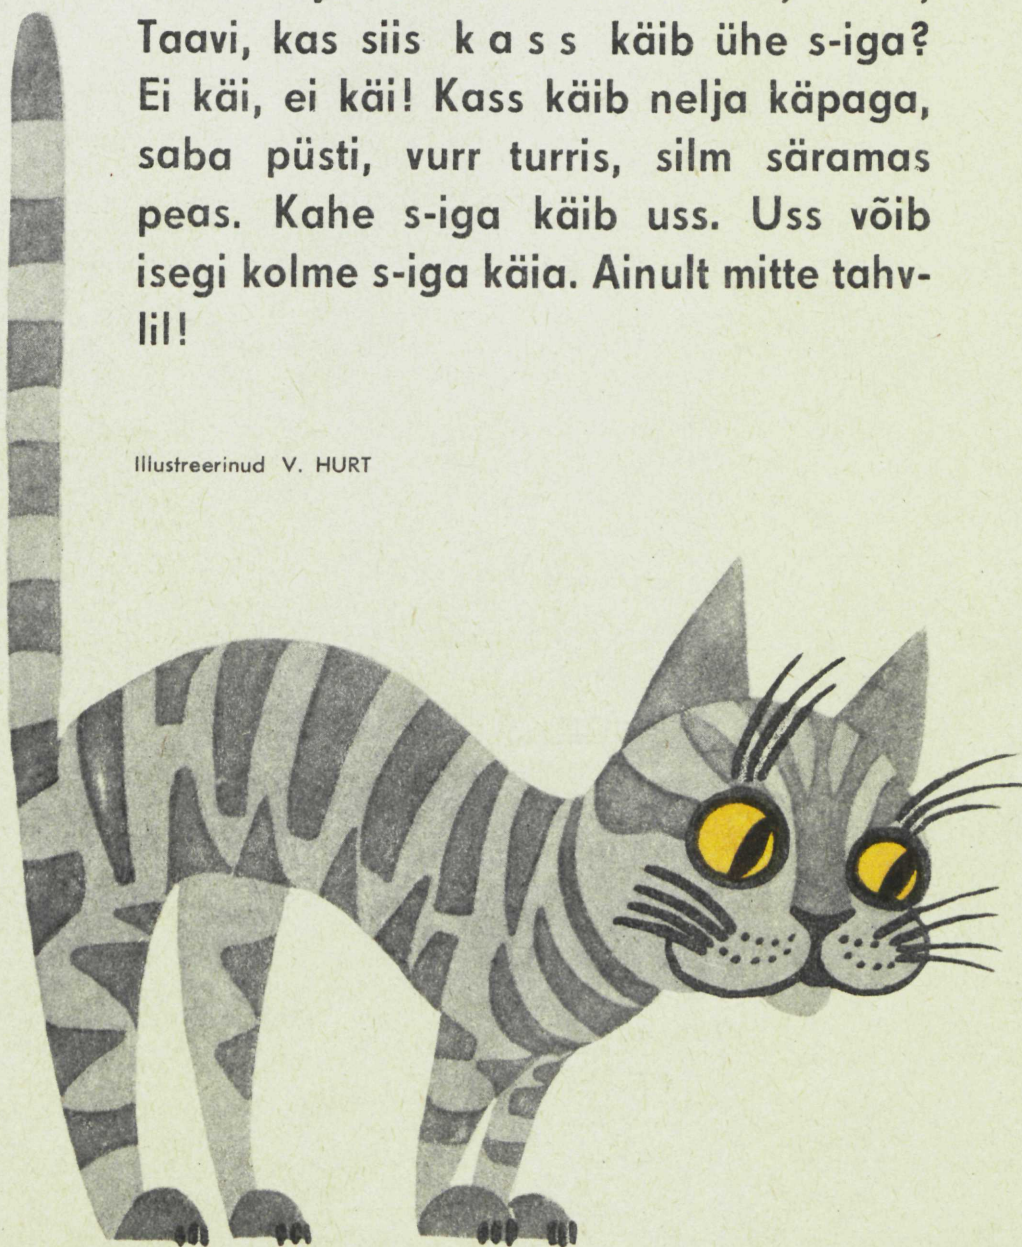 Taavi, kas siis k a s s käib ühe s-iga?
Ei käi, ei käi! Kass käib nelja käpaga,
saba püsti, vurr turris, silm säramas
peas. Kahe s-iga käib uss. Uss võib
isegi kolme s-iga käia. Ainult mitte tahv-
lil!
Illustreerinud V. HURT